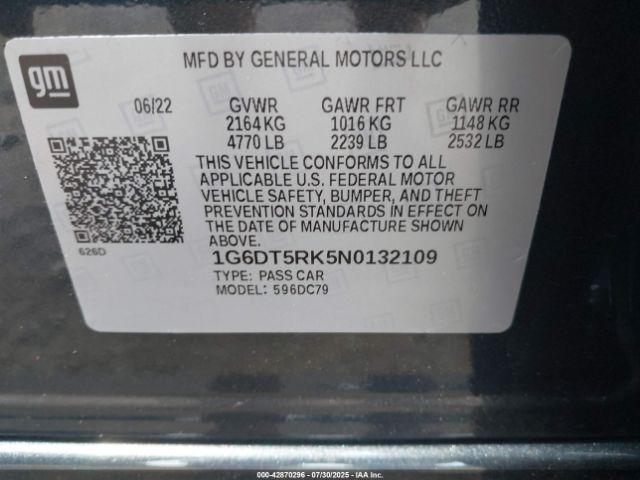 gm
MFD BY GENERAL MOTORS LLC
06/22 GVWR GAWR FRT GAWR RR
2164 KG 1016 KG 1148 KG
4770 LB 2239 LB 2532 LB
THIS VEHICLE CONFORMS TO ALL
APPLICABLE U.S. FEDERAL MOTOR
VEHICLE SAFETY, BUMPER, AND THEFT
PREVENTION STANDARDS IN EFFECT ON
THE DATE OF MANUFACTURE SHOWN
ABOVE.
626D
1G6DT5RK5N0132109
TYPE: PASS CAR
MODEL: 596DC79
000-42870296 - 07/30/2025 - IAA Inc.